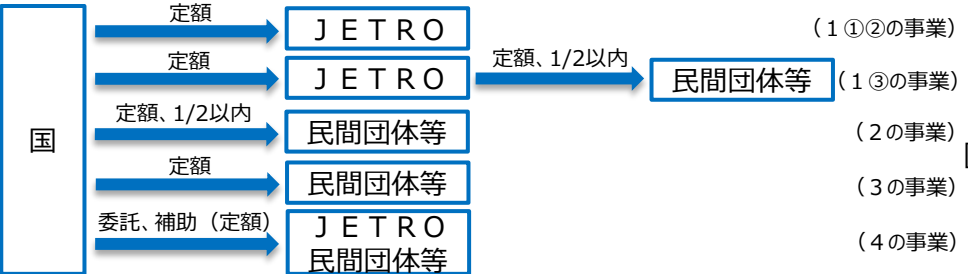 国
定額
ＪＥＴＲＯ
（１①②の事業）
定額
ＪＥＴＲＯ
定額、1/2以内
民間団体等
（１③の事業）
定額、1/2以内
民間団体等
（２の事業）
定額
民間団体等
（３の事業）
委託、補助（定額）
ＪＥＴＲＯ
民間団体等
（４の事業）